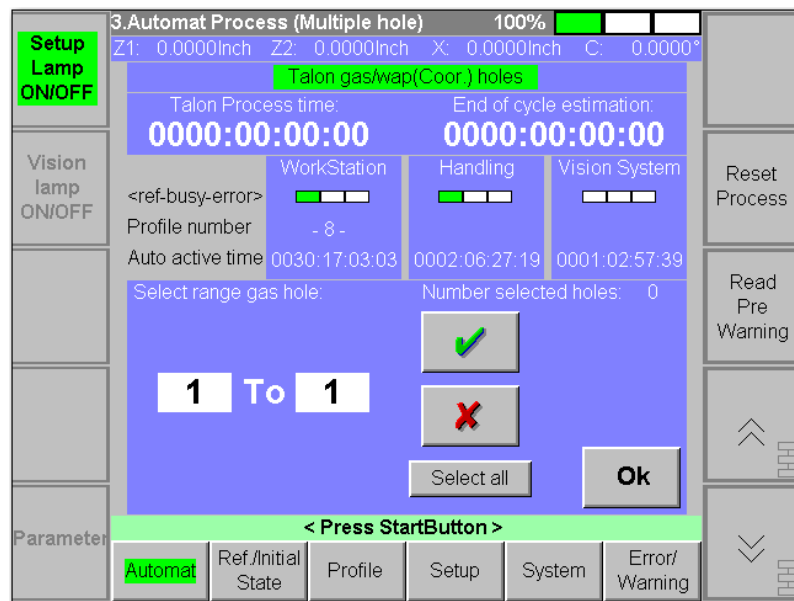 3.Automat Process (Multiple hole) 100%
Z1: 0.0000Inch Z2: 0.0000Inch X: 0.0000Inch C: 0.0000°
Setup
Lamp
ON/OFF
Vision
lamp
ON/OFF
Parameter
Talon gas/wap(Coor.) holes
Talon Process time: End of cycle estimation:
0000:00:00:00 0000:00:00:00
WorkStation Handling Vision System
<ref-busy-error>
Profile number - 8 -
Auto active time 0030:17:03:03 0002:06:27:19 0001:02:57:39
Select range gas hole: Number selected holes: 0
1 To 1
Select all
Ok
< Press StartButton >
Automat
Ref./Initial
State
Profile
Setup
System
Error/
Warning
Reset
Process
Read
Pre
Warning